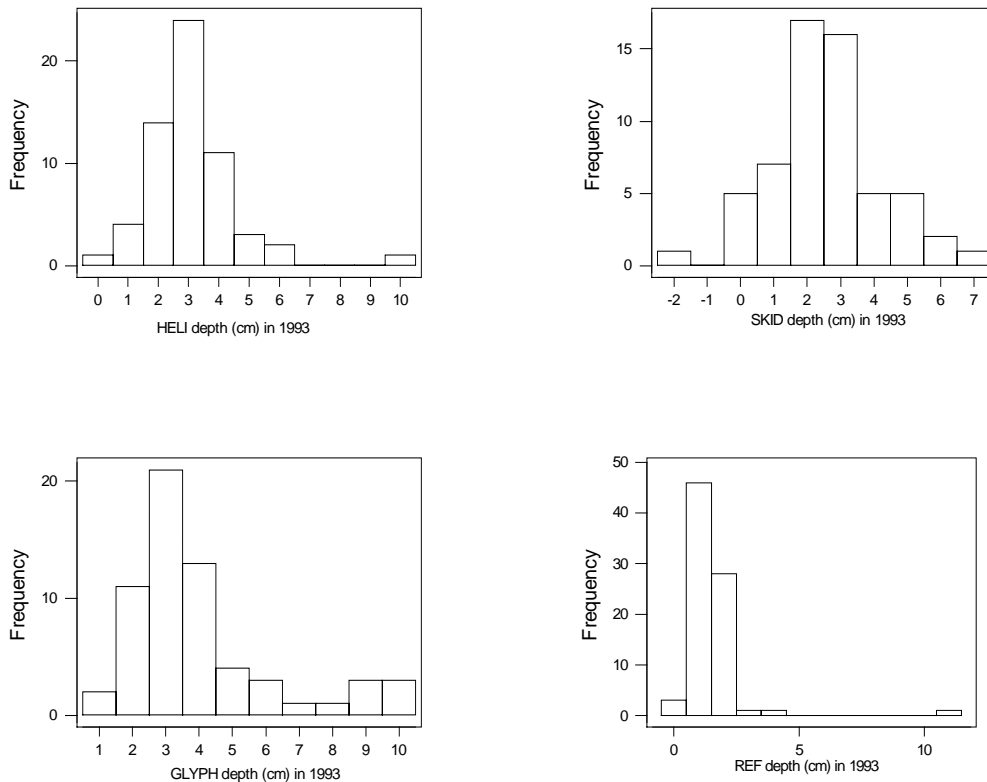 20
10
0
Frequency
0 1 2 3 4 5 6 7 8 9 10
HELI depth (cm) in 1993
15
10
5
0
Frequency
-2 -1 0 1 2 3 4 5 6 7
SKID depth (cm) in 1993
20
10
0
Frequency
1 2 3 4 5 6 7 8 9 10
GLYPH depth (cm) in 1993
50
40
30
20
10
0
Frequency
0 5 10
REF depth (cm) in 1993